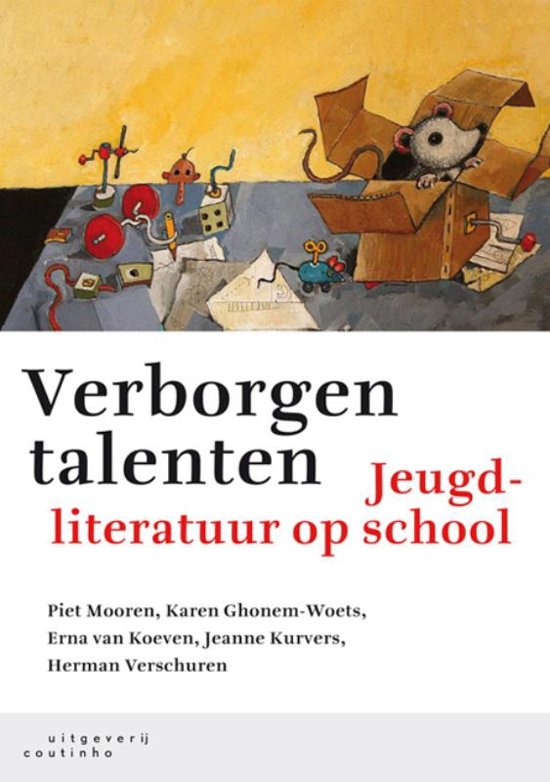 Verborgen
talenten
Jeugd-
literatuur op school
Piet Mooren, Karen Ghonem-Woets,
Erna van Koeven, Jeanne Kurvers,
Herman Verschuren
uitgeverij
coutinho